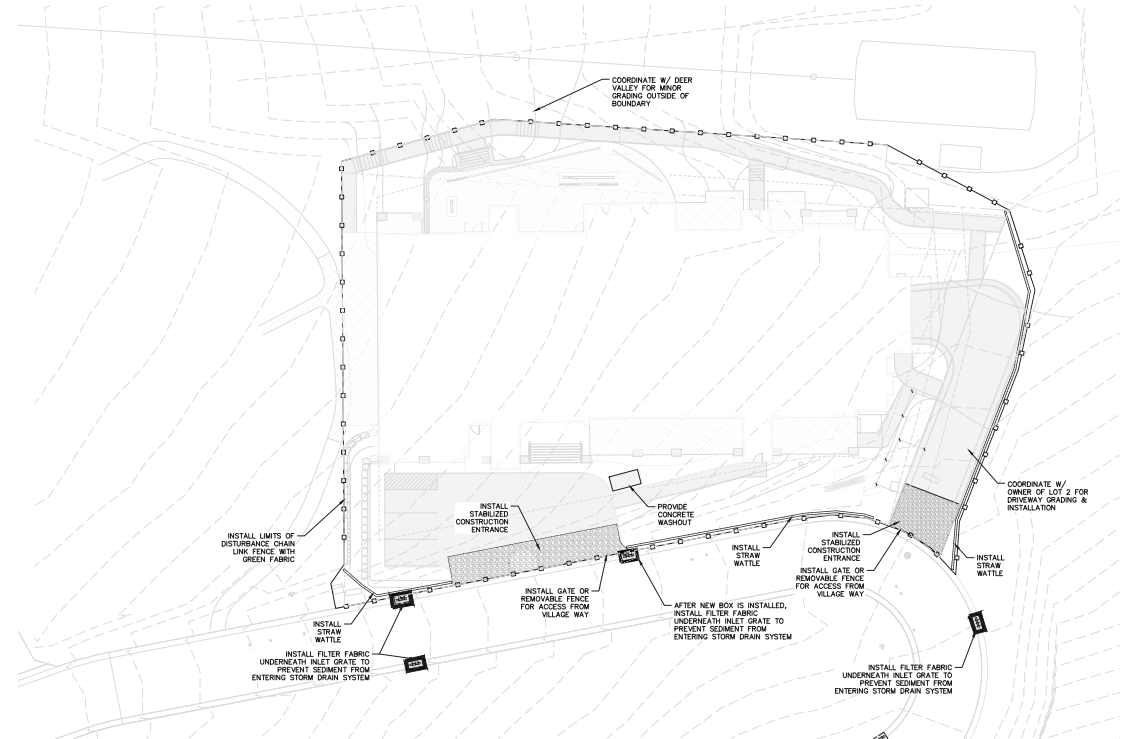 COORDINATE W/ DEER
VALLEY FOR MINOR
GRADING OUTSIDE OF
BOUNDARY
COORDINATE W/
OWNER OF LOT 2 FOR
DRIVEWAY GRADING &
INSTALLATION
INSTALL
STABILIZED
CONSTRUCTION
ENTRANCE
PROVIDE
CONCRETE
WASHOUT
INSTALL LIMITS OF
DISTURBANCE CHAIN
LINK FENCE WITH
GREEN FABRIC
INSTALL
STRAW
WATTLE
INSTALL
STABILIZED
CONSTRUCTION
ENTRANCE
INSTALL
STRAW
WATTLE
INSTALL GATE OR
REMOVABLE FENCE
FOR ACCESS FROM
VILLAGE WAY
INSTALL GATE OR
REMOVABLE FENCE
FOR ACCESS FROM
VILLAGE WAY
AFTER NEW BOX IS INSTALLED,
INSTALL FILTER FABRIC
UNDERNEATH INLET GRATE TO
PREVENT SEDIMENT FROM
ENTERING STORM DRAIN SYSTEM
INSTALL
STRAW
WATTLE
INSTALL FILTER FABRIC
UNDERNEATH INLET GRATE TO
PREVENT SEDIMENT FROM
ENTERING STORM DRAIN SYSTEM
INSTALL FILTER FABRIC
UNDERNEATH INLET GRATE TO
PREVENT SEDIMENT FROM
ENTERING STORM DRAIN SYSTEM